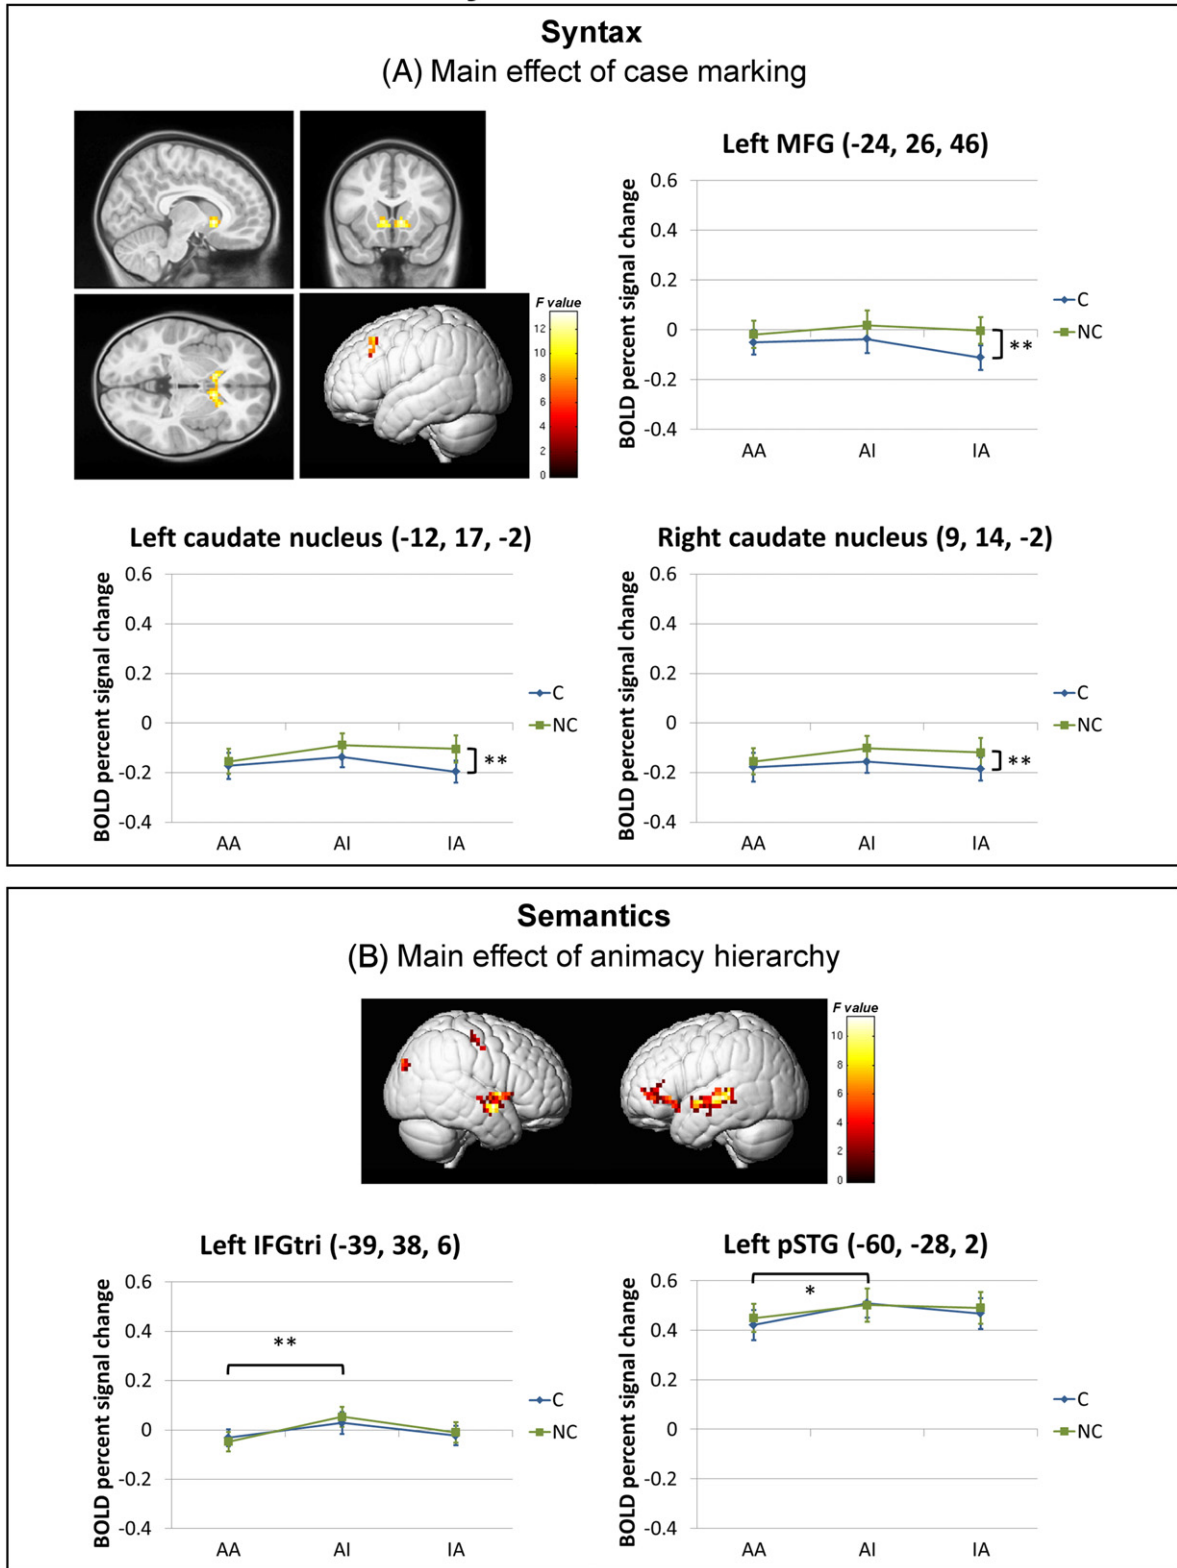 Syntax
(A) Main effect of case marking
F value
12
10
8
6
4
2
0
Left MFG (-24, 26, 46)
BOLD percent signal change
0.6
0.4
0.2
0
-0.2
-0.4
AA AI IA
**
C
NC
Left caudate nucleus (-12, 17, -2)
BOLD percent signal change
0.6
0.4
0.2
0
-0.2
-0.4
AA AI IA
**
C
NC
Right caudate nucleus (9, 14, -2)
BOLD percent signal change
0.6
0.4
0.2
0
-0.2
-0.4
AA AI IA
**
C
NC
Semantics
(B) Main effect of animacy hierarchy
F value
10
8
6
4
2
0
Left IFGtri (-39, 38, 6)
BOLD percent signal change
0.6
0.4
0.2
0
-0.2
-0.4
AA AI IA
**
C
NC
Left pSTG (-60, -28, 2)
BOLD percent signal change
0.6
0.4
0.2
0
-0.2
-0.4
AA AI IA
*
C
NC